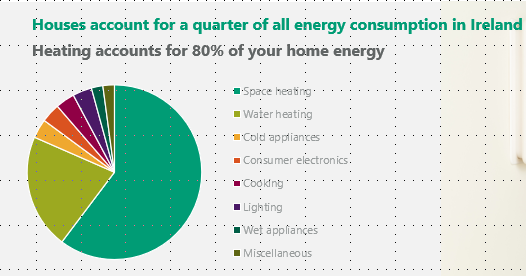 Houses account for a quarter of all energy consumption in Ireland
Heating accounts for 80% of your home energy
Space heating
Water heating
Cold appliances
Consumer electronics
Cooking
Lighting
Wet appliances
Miscellaneous